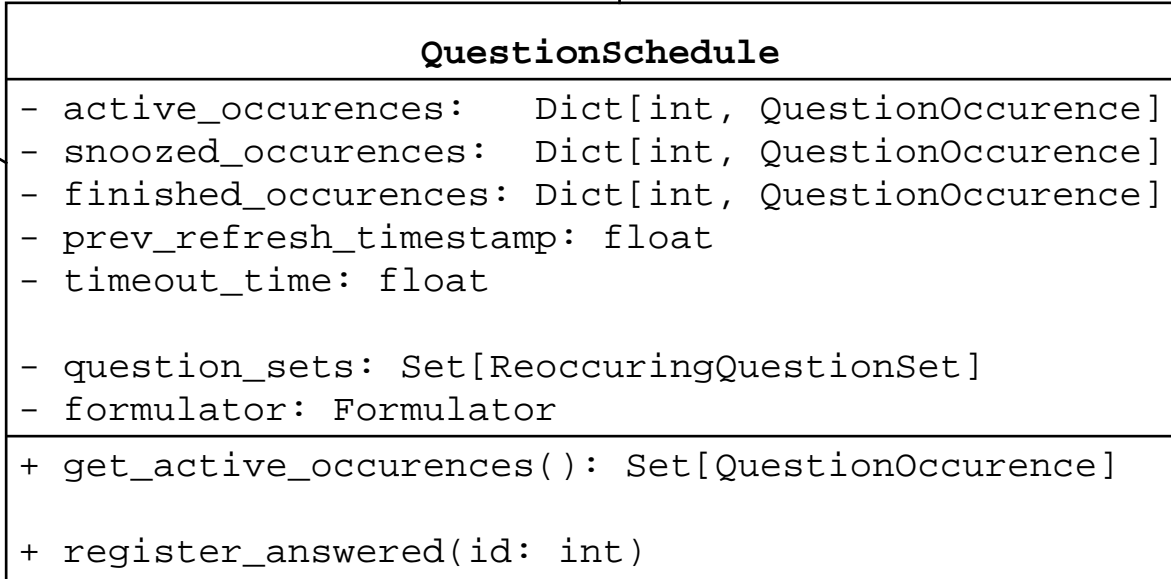 QuestionSchedule
- active_occurences:   Dict[int, QuestionOccurence]
- snoozed_occurences:  Dict[int, QuestionOccurence]
- finished_occurences: Dict[int, QuestionOccurence]
- prev_refresh_timestamp: float
- timeout_time: float
- question_sets: Set[ReoccuringQuestionSet]
- formulator: Formulator
+ get_active_occurences(): Set[QuestionOccurence]
+ register_answered(id: int)